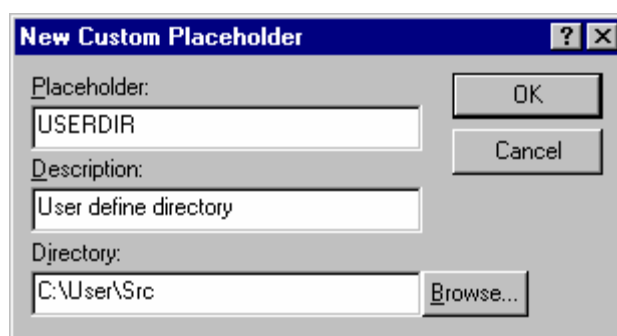 New Custom Placeholder
Placeholder:
OK
USERDIR
Cancel
Description:
User define directory
Directory:
C:\User\Src
Browse...